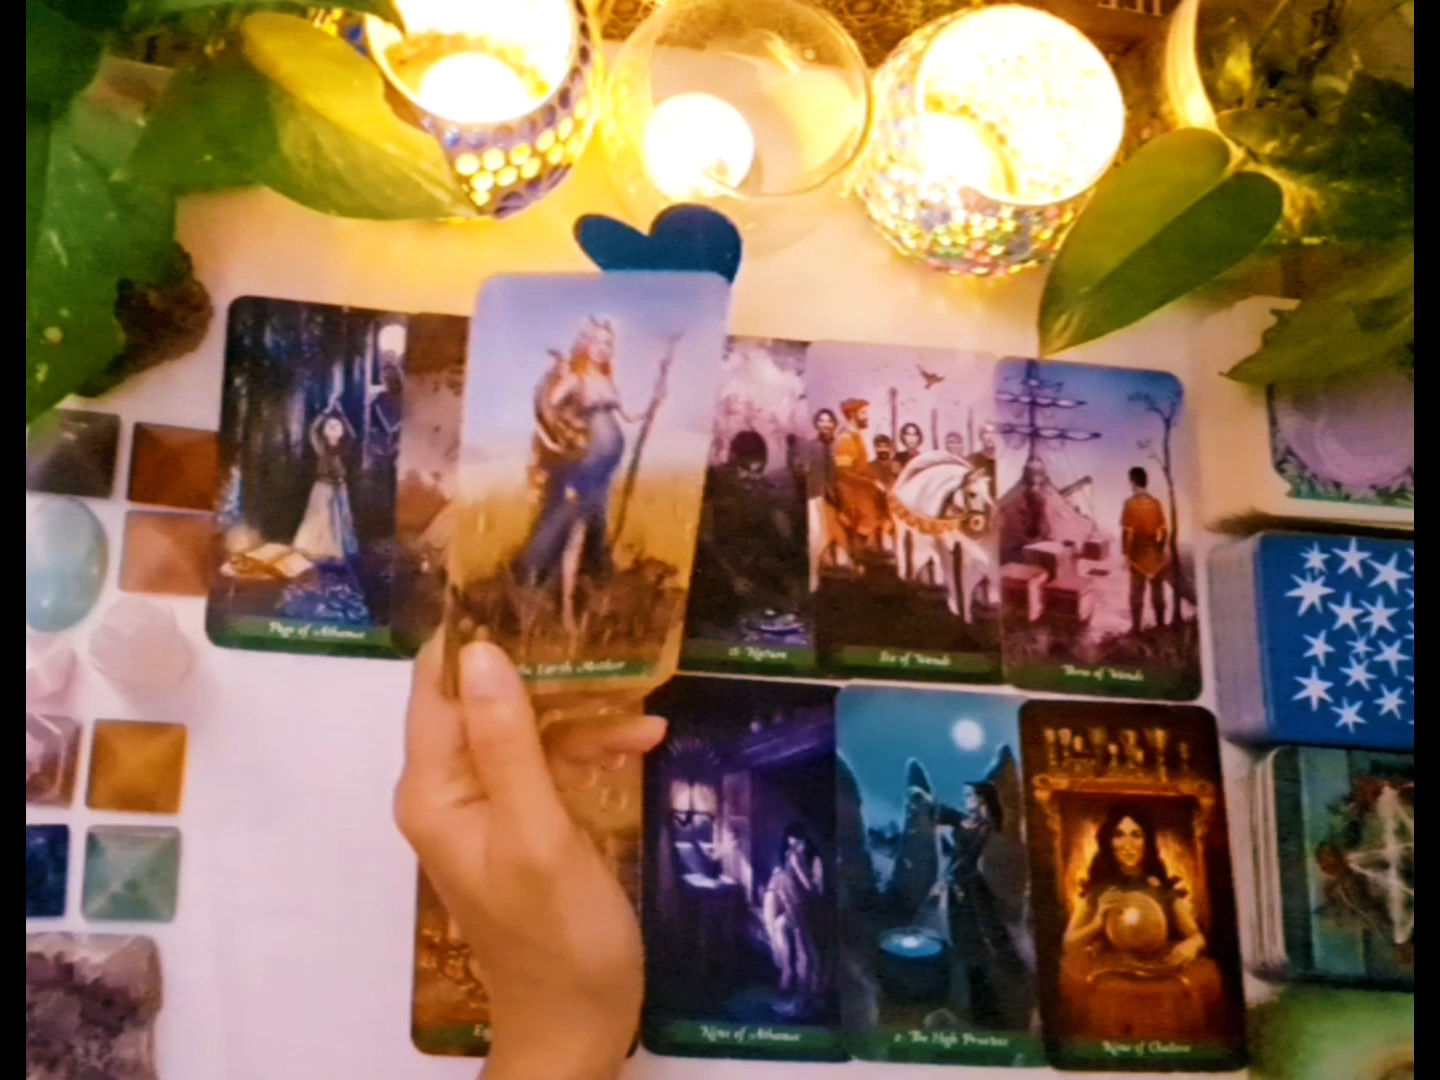 Page of Athames
The Earth Mother
16 Nature
Six of Wands
Three of Wands
Nine of Athames
2 - The High Priestess
Nine of Chalices